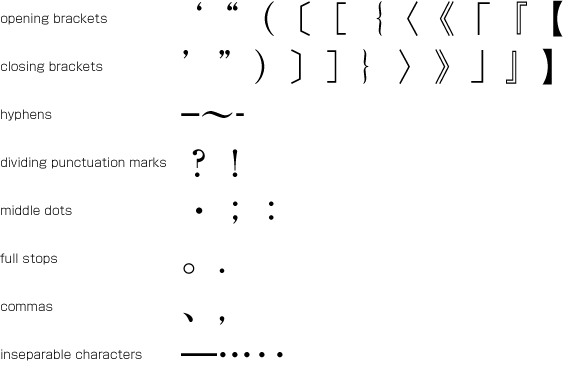 opening brackets ‘ “ （ 〔 ［ ｛ 〈 《 「 『 【
closing brackets ’ ” ） 〕 ］ ｝ 〉 》 」 』 】
hyphens ‐〜-
dividing punctuation marks ？ ！
middle dots ・ ； ：
full stops 。 ．
commas 、 ，
inseparable characters —……